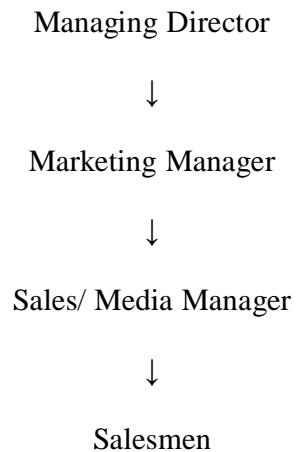 Managing Director
↓
Marketing Manager
↓
Sales/ Media Manager
↓
Salesmen